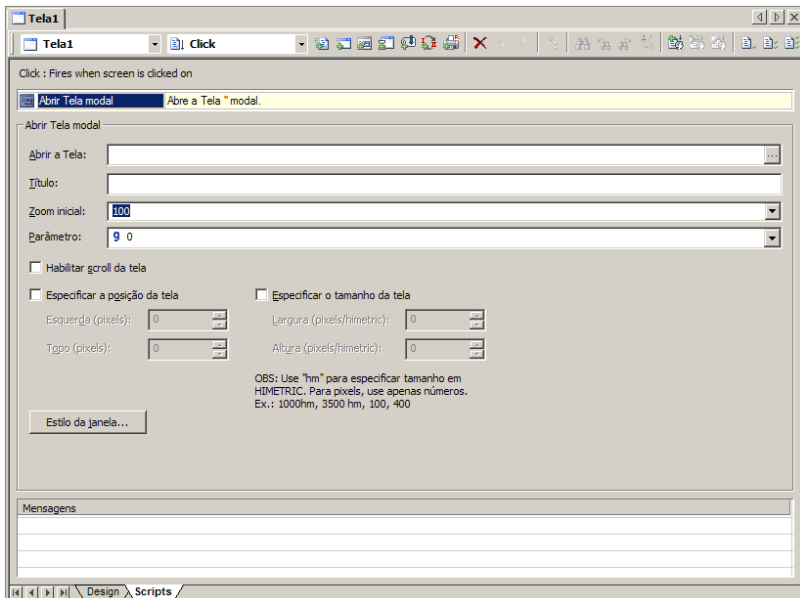 Tela1
Tela1 Click
Click : Fires when screen is clicked on
Abrir Tela modal Abre a Tela '' modal.
Abrir Tela modal
Abrir a Tela: ...
Título:
Zoom inicial: 100
Parâmetro: 9 0
Habilitar scroll da tela
Especificar a posição da tela Especificar o tamanho da tela
Esquerda (pixels): 0 Largura (pixels/himetric): 0
Topo (pixels): 0 Altura (pixels/himetric): 0
OBS: Use "hm" para especificar tamanho em
HIMETRIC. Para pixels, use apenas números.
Ex.: 1000hm, 3500 hm, 100, 400
Estilo da janela...
Mensagens
Design Scripts